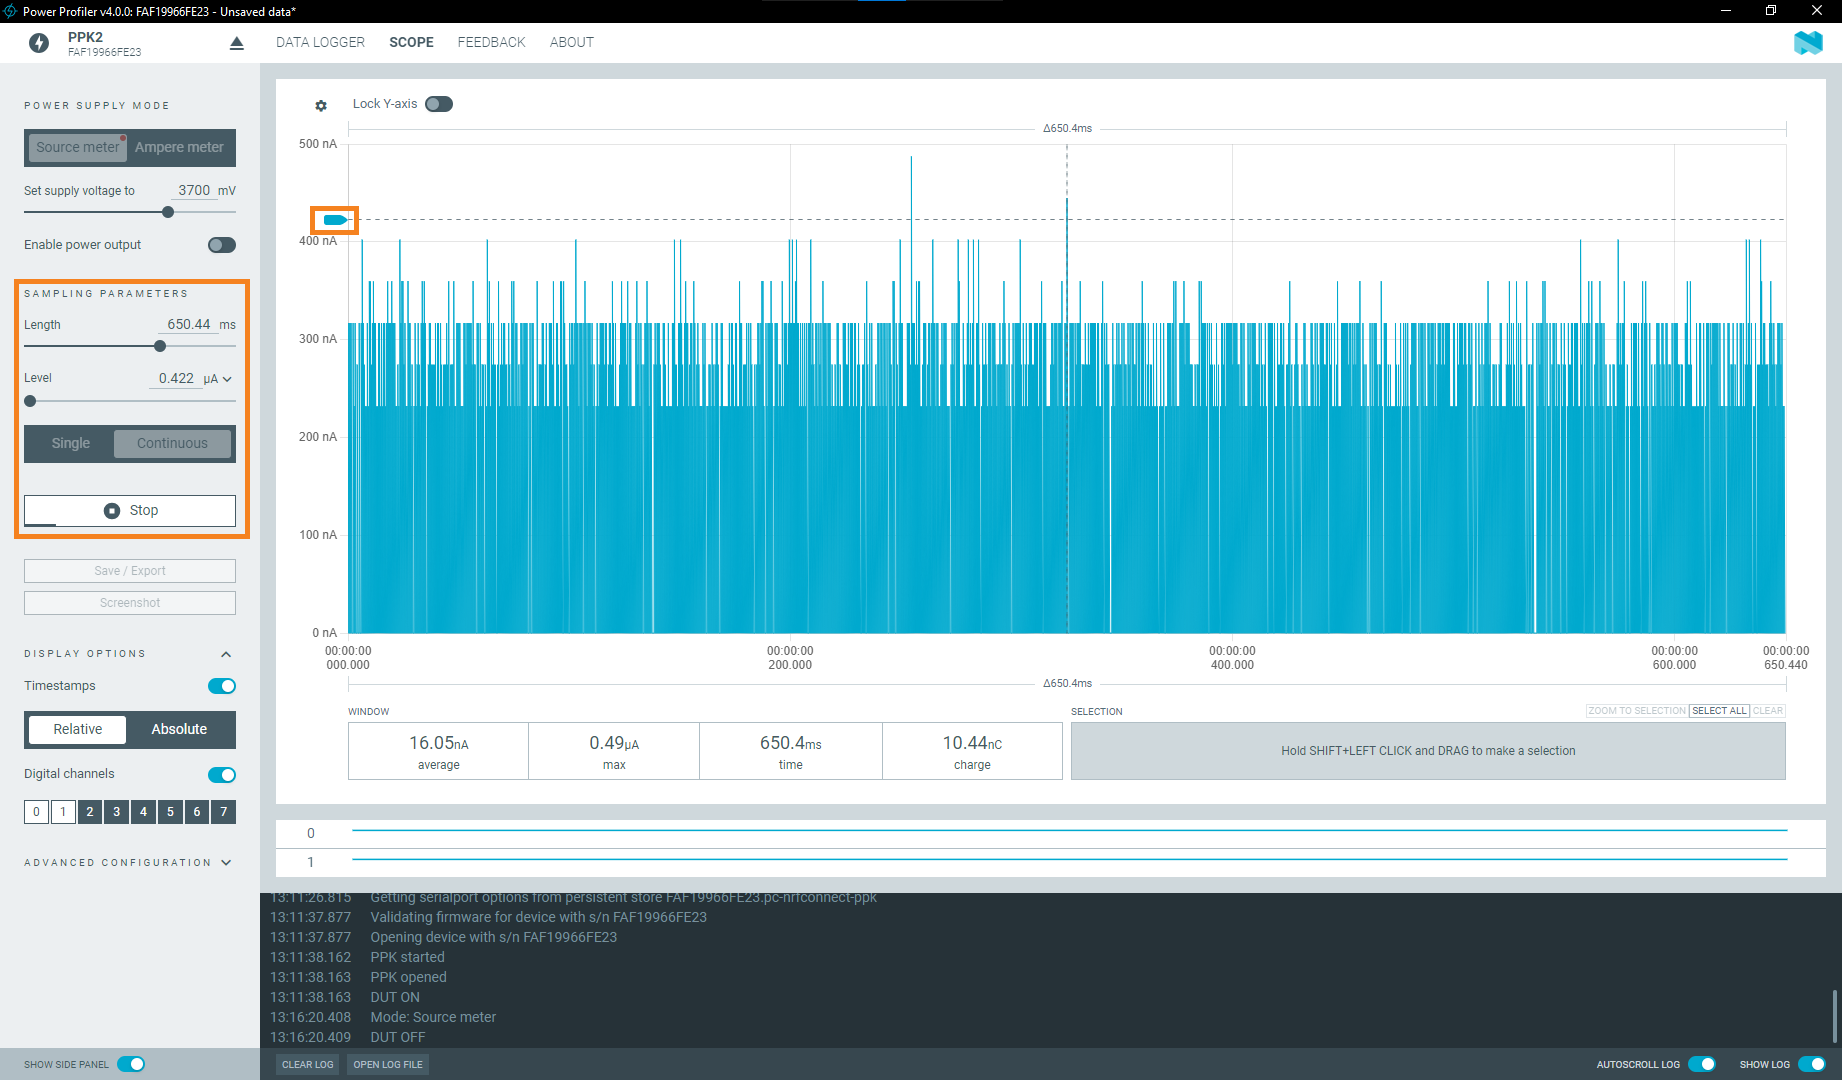 Power Profiler v4.0.0: FAF19966FE23 - Unsaved data*
PPK2
FAF19966FE23
DATA LOGGER
SCOPE
FEEDBACK
ABOUT
POWER SUPPLY MODE
Source meter
Ampere meter
Set supply voltage to 3700 mV
Enable power output
SAMPLING PARAMETERS
Length 650.44 ms
Level 0.422 µA
Single
Continuous
Stop
Save / Export
Screenshot
DISPLAY OPTIONS
Timestamps
Relative
Absolute
Digital channels
0 1 2 3 4 5 6 7
ADVANCED CONFIGURATION
SHOW SIDE PANEL
Lock Y-axis
Δ650.4ms
500 nA
400 nA
300 nA
200 nA
100 nA
0 nA
00:00:00
000.000
00:00:00
200.000
00:00:00
400.000
00:00:00
600.000
00:00:00
650.440
Δ650.4ms
WINDOW
16.05nA
average
0.49µA
max
650.4ms
time
10.44nC
charge
SELECTION
ZOOM TO SELECTION
SELECT ALL
CLEAR
Hold SHIFT+LEFT CLICK and DRAG to make a selection
0
1
13:11:26.815 Getting serialport options from persistent store FAF19966FE23.pc-nrfconnect-ppk
13:11:37.877 Validating firmware for device with s/n FAF19966FE23
13:11:37.877 Opening device with s/n FAF19966FE23
13:11:38.162 PPK started
13:11:38.163 PPK opened
13:11:38.163 DUT ON
13:16:20.408 Mode: Source meter
13:16:20.409 DUT OFF
CLEAR LOG
OPEN LOG FILE
AUTOSCROLL LOG
SHOW LOG